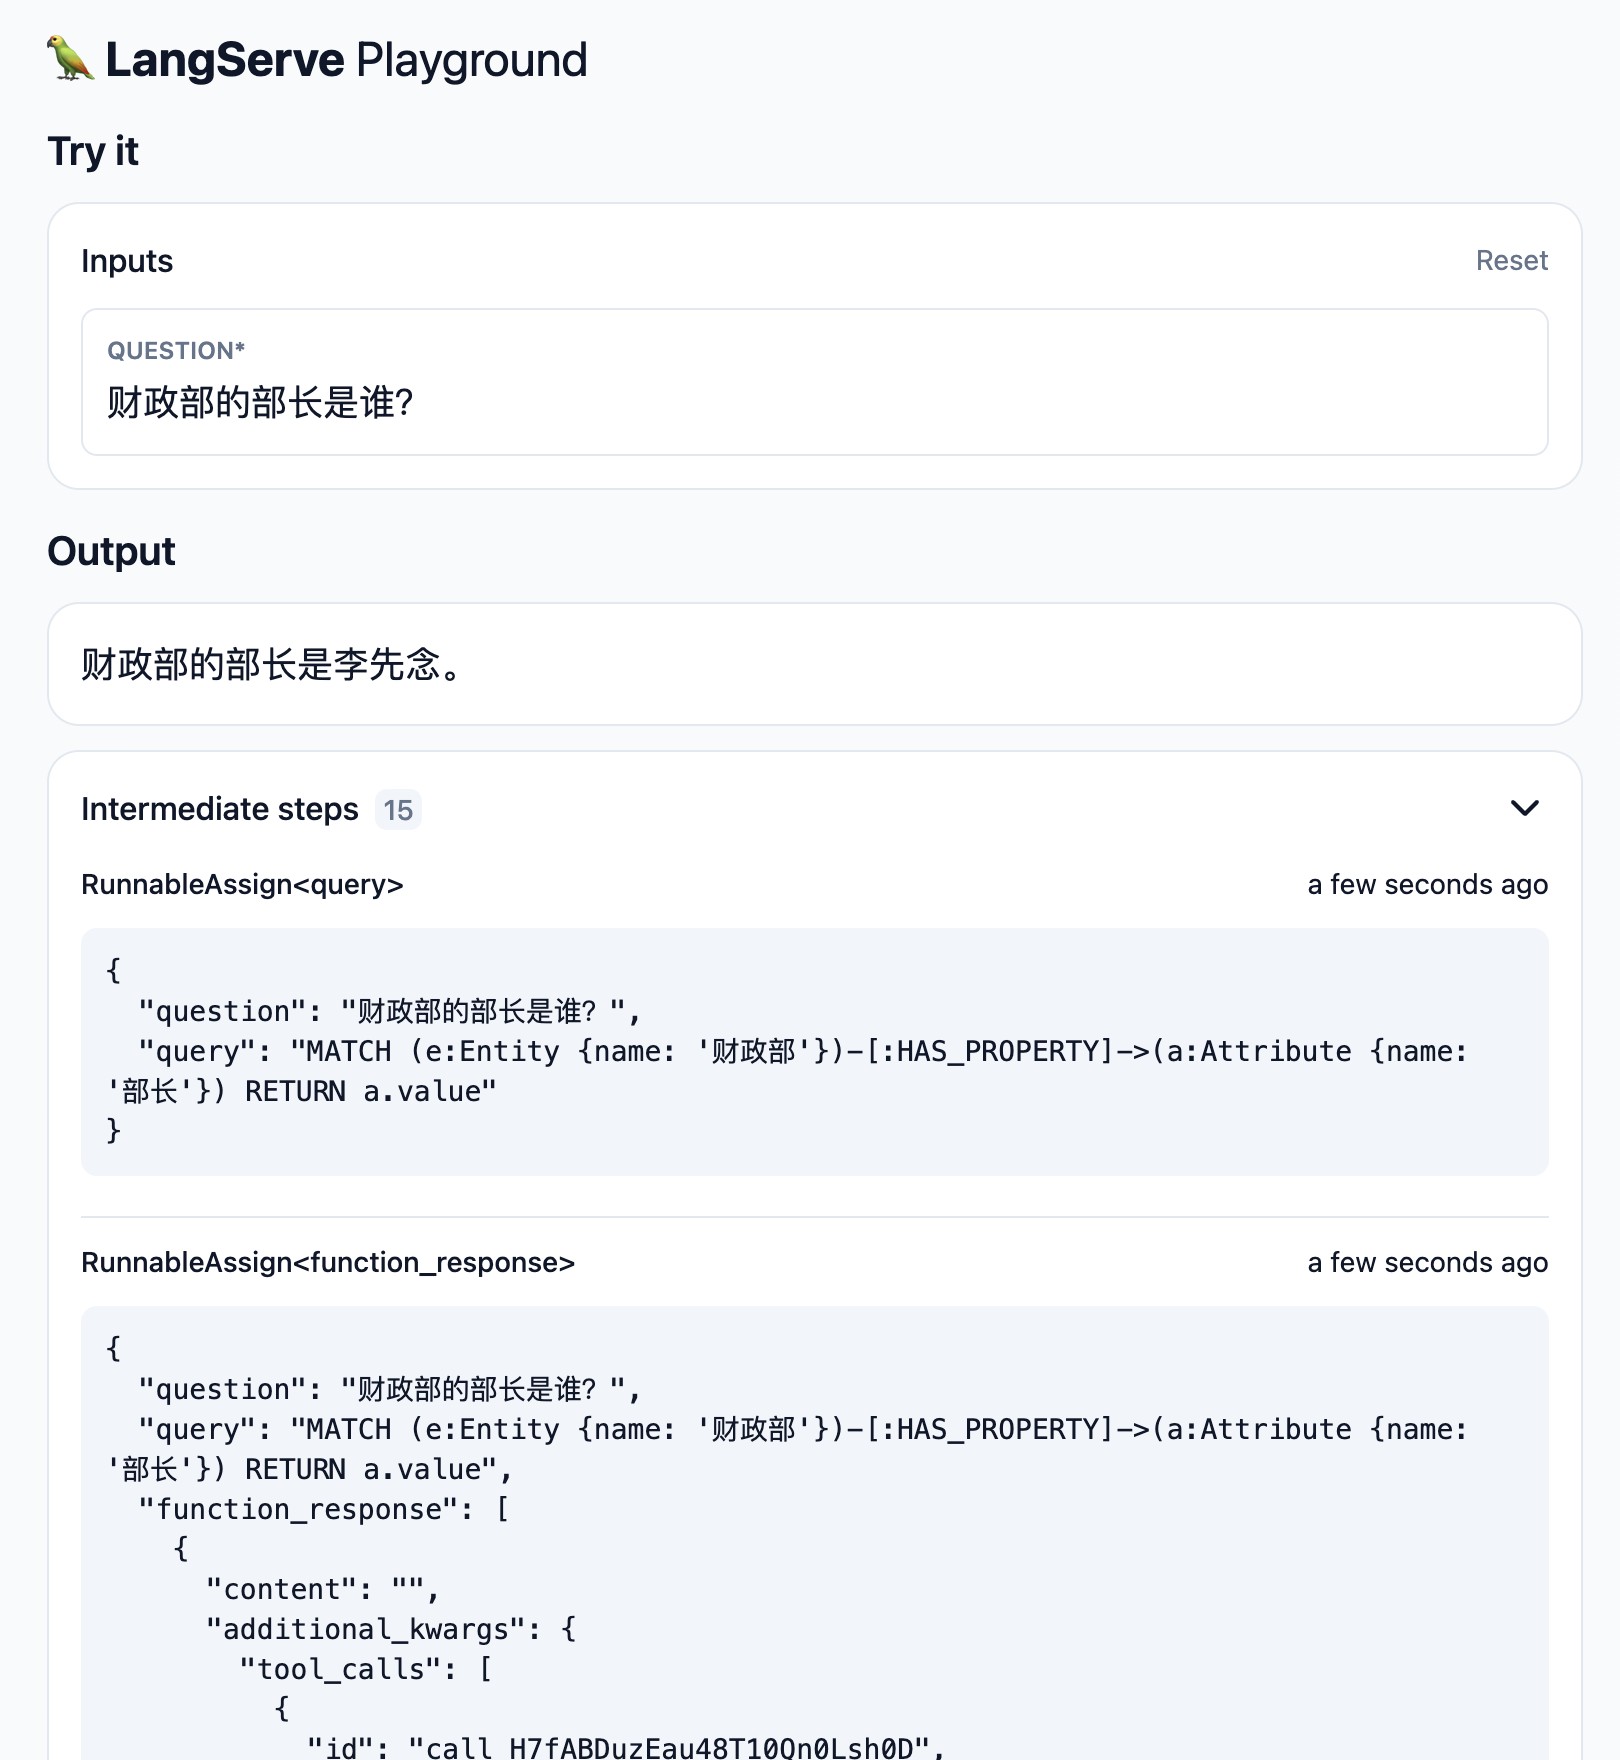 LangServe Playground
Try it
Inputs
Reset
QUESTION*
财政部的部长是谁?
Output
财政部的部长是李先念。
Intermediate steps 15
RunnableAssign<query>
a few seconds ago
{
  "question": "财政部的部长是谁？",
  "query": "MATCH (e:Entity {name: '财政部'})-[:HAS_PROPERTY]->(a:Attribute {name:
'部长'}) RETURN a.value"
}
RunnableAssign<function_response>
a few seconds ago
{
  "question": "财政部的部长是谁？",
  "query": "MATCH (e:Entity {name: '财政部'})-[:HAS_PROPERTY]->(a:Attribute {name:
'部长'}) RETURN a.value",
  "function_response": [
    {
      "content": "",
      "additional_kwargs": {
        "tool_calls": [
          {
            "id": "call_H7fABDuzEau48T10Qn0Lsh0D",